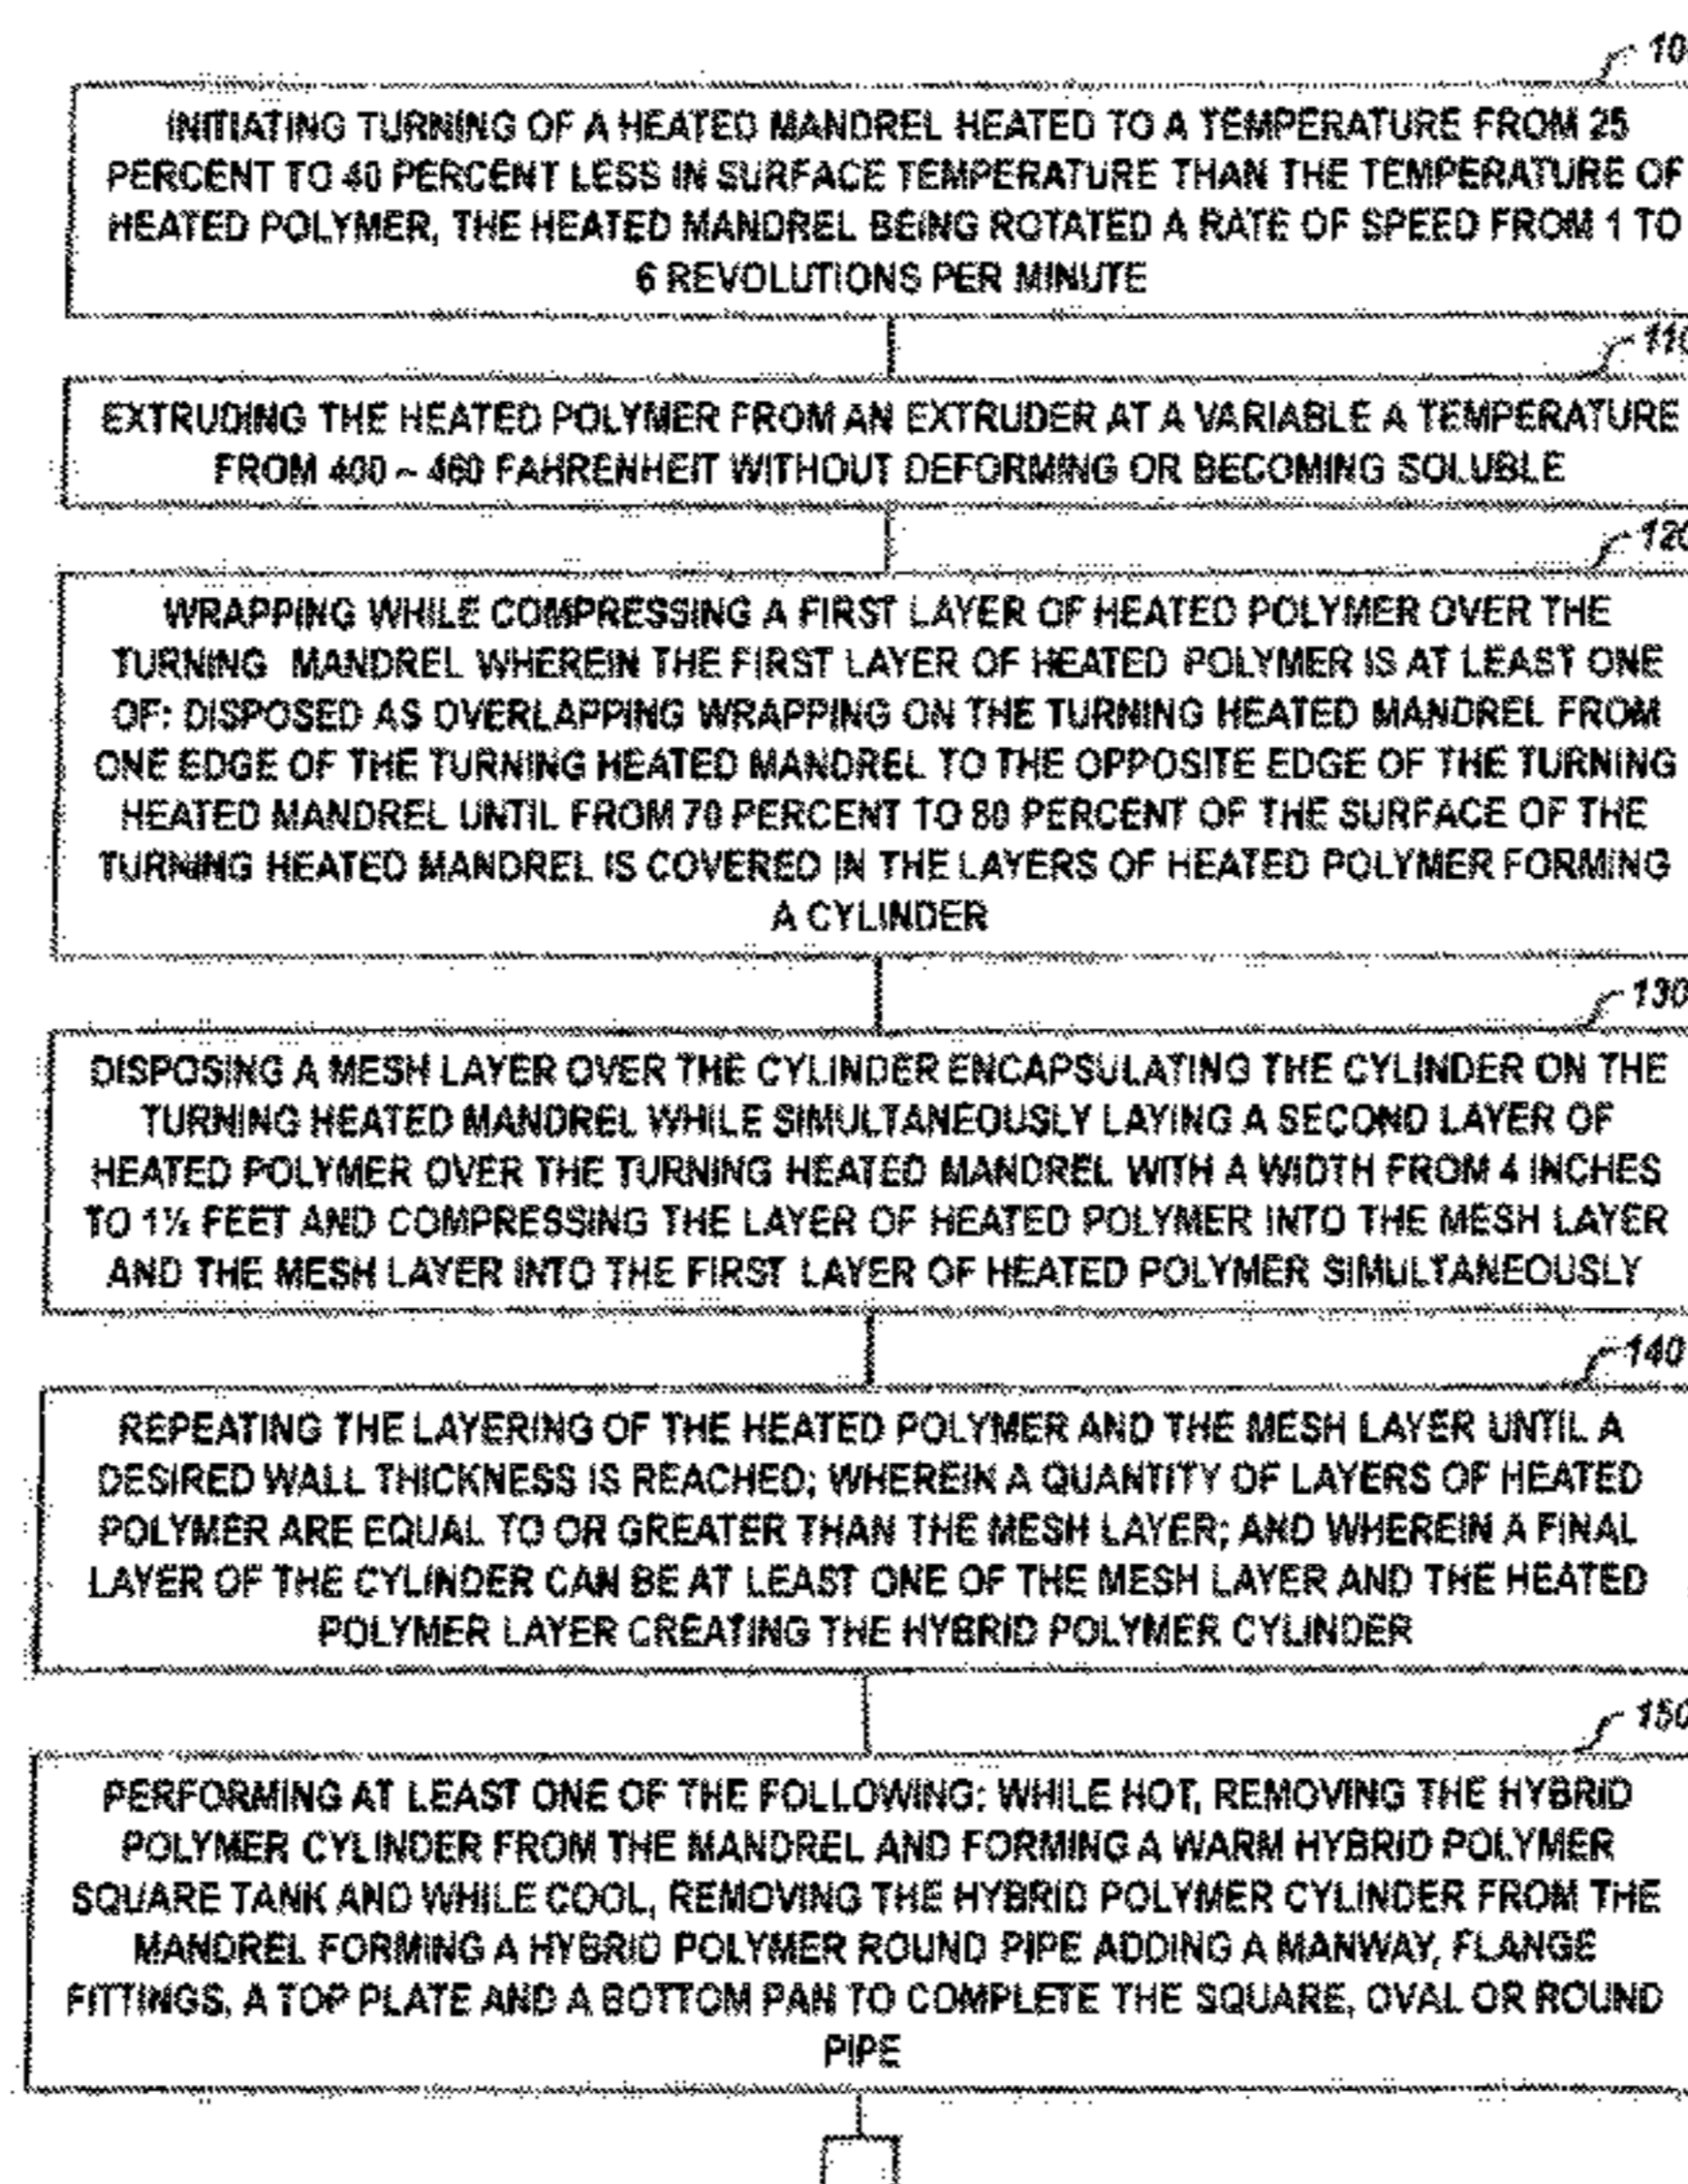 10
INITIATING TURNING OF A HEATED MANDREL HEATED TO A TEMPERATURE FROM 25
PERCENT TO 40 PERCENT LESS IN SURFACE TEMPERATURE THAN THE TEMPERATURE OF
HEATED POLYMER, THE HEATED MANDREL BEING ROTATED A RATE OF SPEED FROM 1 TO
6 REVOLUTIONS PER MINUTE
110
EXTRUDING THE HEATED POLYMER FROM AN EXTRUDER AT A VARIABLE A TEMPERATURE
FROM 400 ~ 460 FAHRENHEIT WITHOUT DEFORMING OR BECOMING SOLUBLE
120
WRAPPING WHILE COMPRESSING A FIRST LAYER OF HEATED POLYMER OVER THE
TURNING MANDREL WHEREIN THE FIRST LAYER OF HEATED POLYMER IS AT LEAST ONE
OF: DISPOSED AS OVERLAPPING WRAPPING ON THE TURNING HEATED MANDREL FROM
ONE EDGE OF THE TURNING HEATED MANDREL TO THE OPPOSITE EDGE OF THE TURNING
HEATED MANDREL UNTIL FROM 70 PERCENT TO 80 PERCENT OF THE SURFACE OF THE
TURNING HEATED MANDREL IS COVERED IN THE LAYERS OF HEATED POLYMER FORMING
A CYLINDER
130
DISPOSING A MESH LAYER OVER THE CYLINDER ENCAPSULATING THE CYLINDER ON THE
TURNING HEATED MANDREL WHILE SIMULTANEOUSLY LAYING A SECOND LAYER OF
HEATED POLYMER OVER THE TURNING HEATED MANDREL WITH A WIDTH FROM 4 INCHES
TO 1½ FEET AND COMPRESSING THE LAYER OF HEATED POLYMER INTO THE MESH LAYER
AND THE MESH LAYER INTO THE FIRST LAYER OF HEATED POLYMER SIMULTANEOUSLY
140
REPEATING THE LAYERING OF THE HEATED POLYMER AND THE MESH LAYER UNTIL A
DESIRED WALL THICKNESS IS REACHED; WHEREIN A QUANTITY OF LAYERS OF HEATED
POLYMER ARE EQUAL TO OR GREATER THAN THE MESH LAYER; AND WHEREIN A FINAL
LAYER OF THE CYLINDER CAN BE AT LEAST ONE OF THE MESH LAYER AND THE HEATED
POLYMER LAYER CREATING THE HYBRID POLYMER CYLINDER
150
PERFORMING AT LEAST ONE OF THE FOLLOWING: WHILE HOT, REMOVING THE HYBRID
POLYMER CYLINDER FROM THE MANDREL AND FORMING A WARM HYBRID POLYMER
SQUARE TANK AND WHILE COOL, REMOVING THE HYBRID POLYMER CYLINDER FROM THE
MANDREL FORMING A HYBRID POLYMER ROUND PIPE ADDING A MANWAY, FLANGE
FITTINGS, A TOP PLATE AND A BOTTOM PAN TO COMPLETE THE SQUARE, OVAL OR ROUND
PIPE